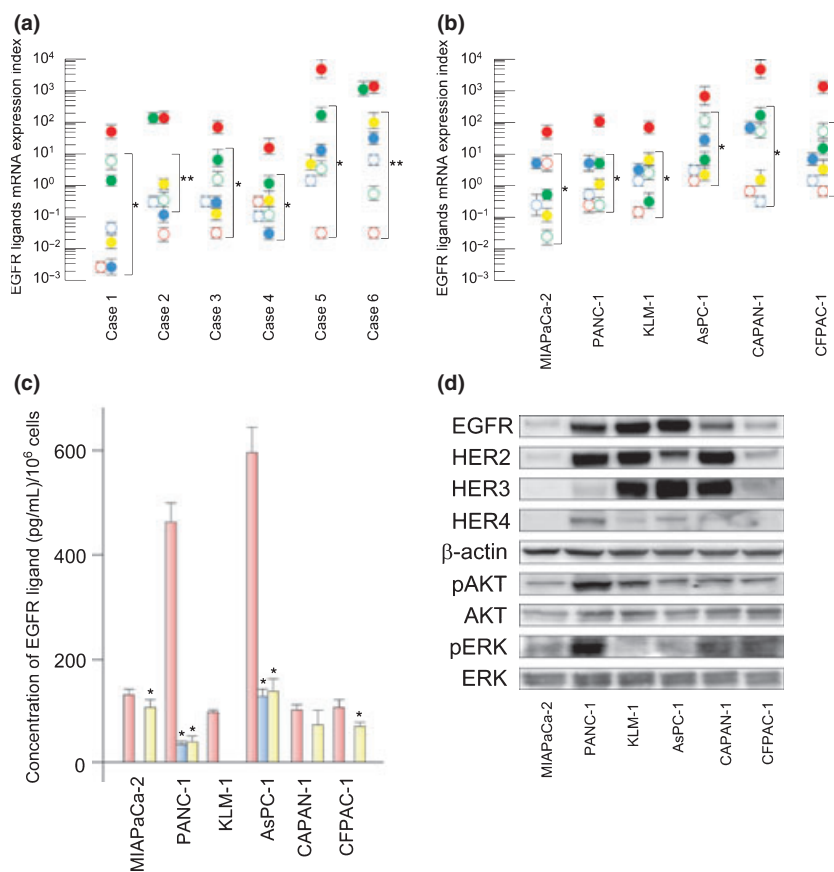 (a)
EGFR ligands mRNA expression index
10⁴
10³
10²
10¹
10⁰
10⁻¹
10⁻²
10⁻³
* ** * * * **
Case 1 Case 2 Case 3 Case 4 Case 5 Case 6
(b)
EGFR ligands mRNA expression index
10⁴
10³
10²
10¹
10⁰
10⁻¹
10⁻²
10⁻³
* * * * *
MIAPaCa-2 PANC-1 KLM-1 AsPC-1 CAPAN-1 CFPAC-1
(c)
Concentration of EGFR ligand (pg/mL)/10⁶ cells
600
400
200
0
* * * * * *
MIAPaCa-2 PANC-1 KLM-1 AsPC-1 CAPAN-1 CFPAC-1
(d)
EGFR
HER2
HER3
HER4
β-actin
pAKT
AKT
pERK
ERK
MIAPaCa-2 PANC-1 KLM-1 AsPC-1 CAPAN-1 CFPAC-1